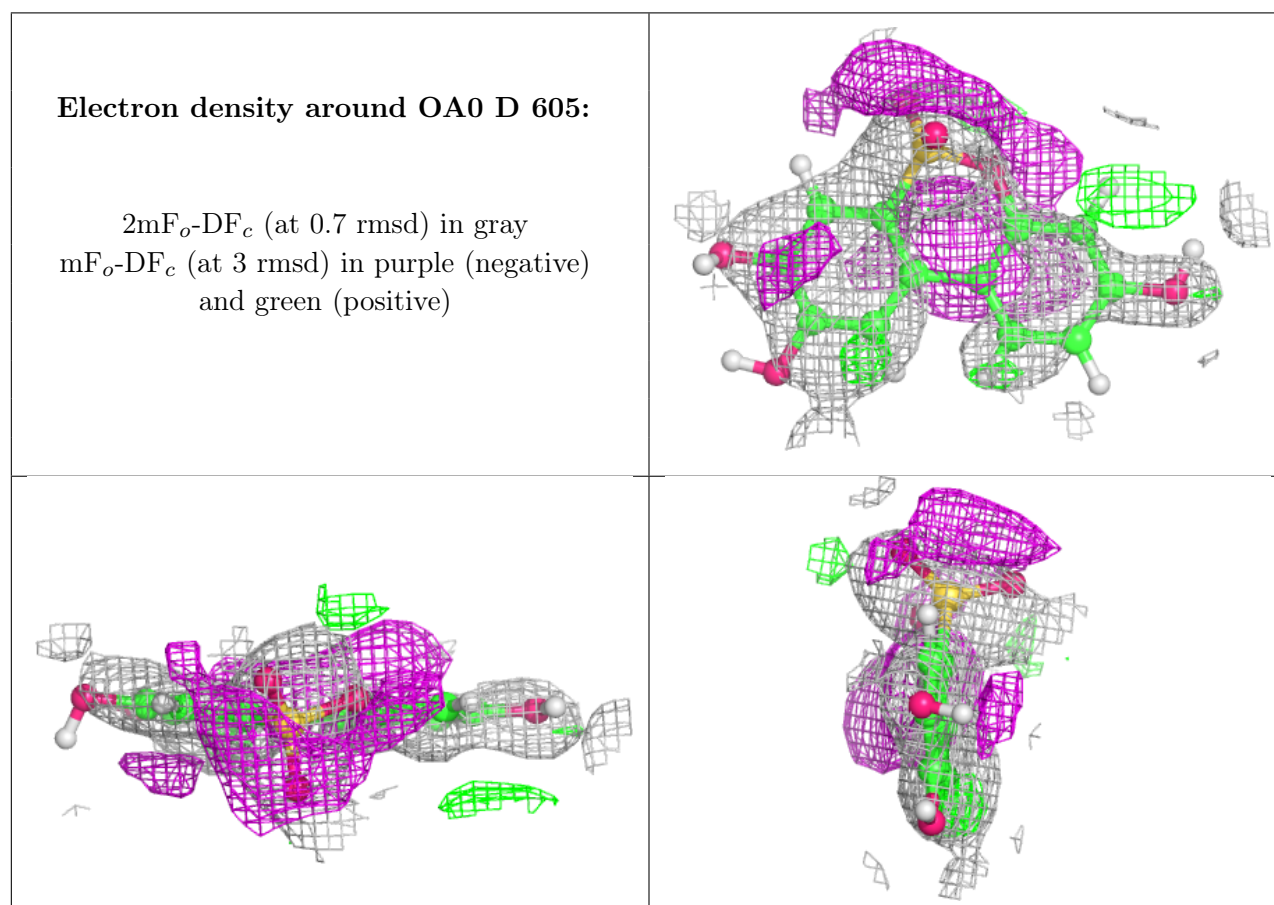 Electron density around OA0 D 605:
2mFₒ-DF𝒸 (at 0.7 rmsd) in gray
mFₒ-DF𝒸 (at 3 rmsd) in purple (negative)
and green (positive)